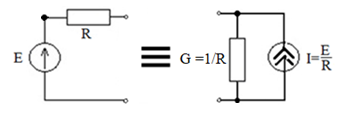 R
E
G =1/R
I=E/R